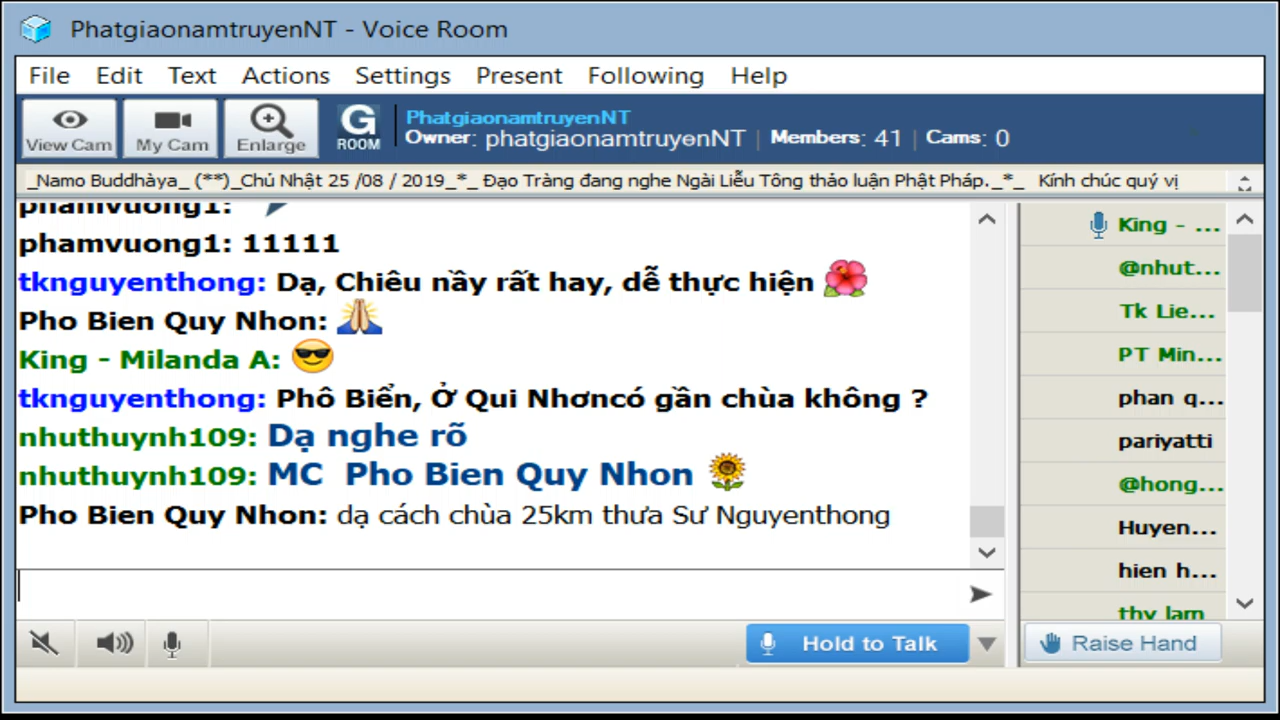 PhatgiaonamtruyenNT - Voice Room
File Edit Text Actions Settings Present Following Help
View Cam My Cam Enlarge G ROOM
PhatgiaonamtruyenNT
Owner: phatgiaonamtruyenNT | Members: 41 | Cams: 0
_Namo Buddhàya_ (**)_Chủ Nhật 25 /08 / 2019_*_ Đạo Tràng đang nghe Ngài Liễu Tông thảo luận Phật Pháp._*_ Kính chúc quý vị
phamvuong1:
phamvuong1: 11111
tknguyenthong: Dạ, Chiêu nầy rất hay, dễ thực hiện
Pho Bien Quy Nhon:
King - Milanda A:
tknguyenthong: Phô Biển, Ở Qui Nhơncó gần chùa không ?
nhuthuynh109: Dạ nghe rõ
nhuthuynh109: MC Pho Bien Quy Nhon
Pho Bien Quy Nhon: dạ cách chùa 25km thưa Sư Nguyenthong
King - ...
@nhut...
Tk Lie...
PT Min...
phan q...
pariyatti
@hong...
Huyen...
hien h...
thy lam
Hold to Talk
Raise Hand